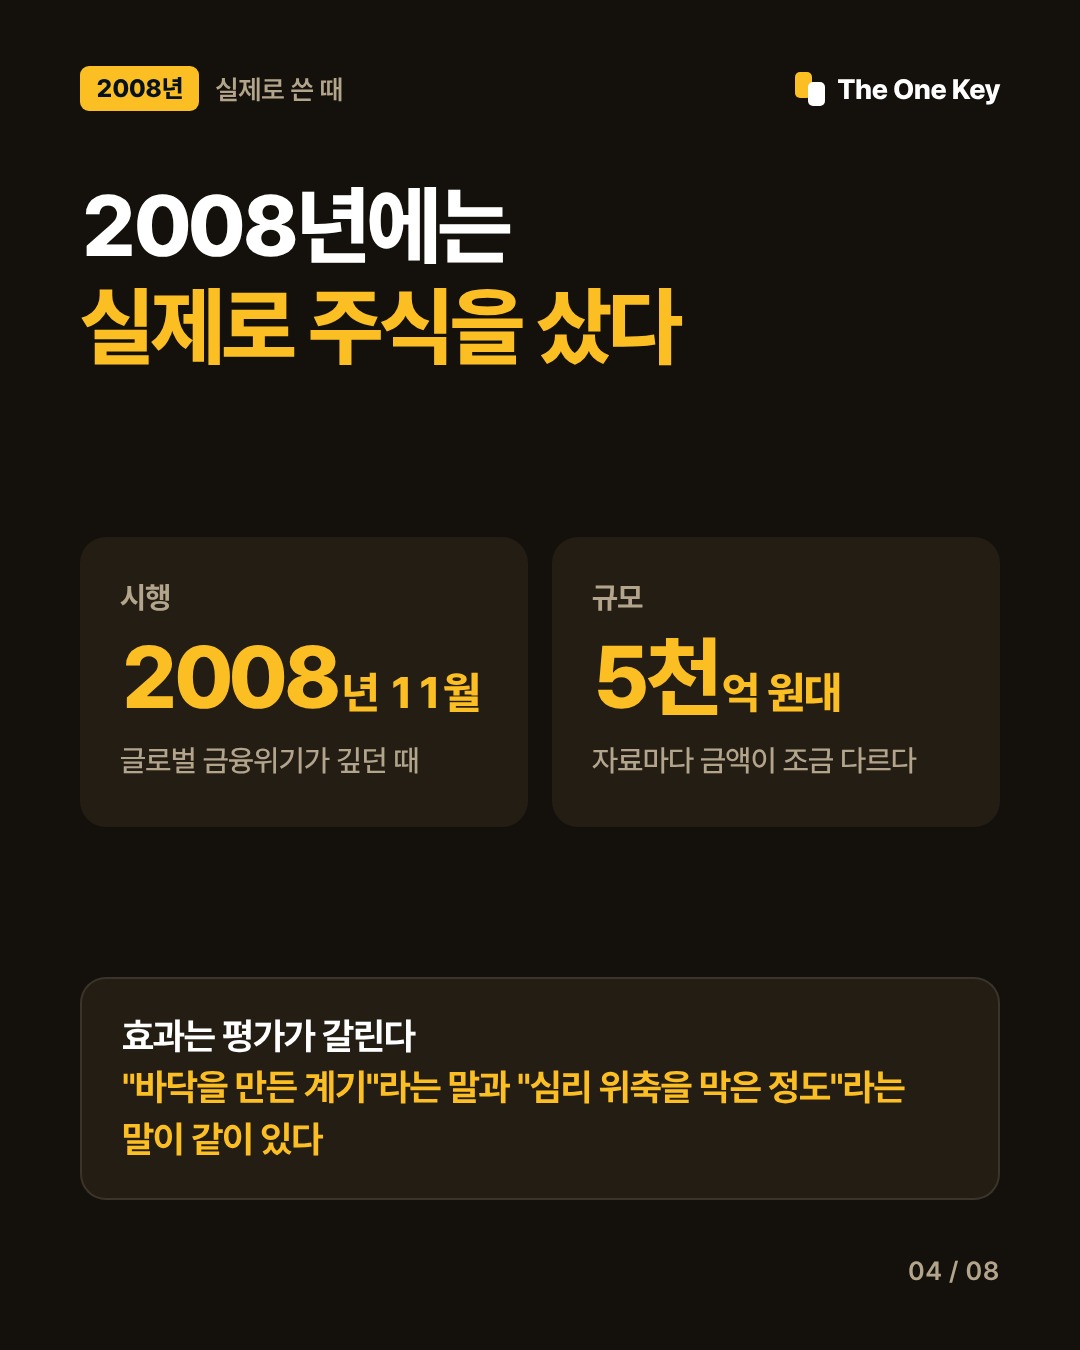 2008년 실제로 쓴 때
The One Key
2008년에는
실제로 주식을 샀다
시행
2008년 11월
글로벌 금융위기가 깊던 때
규모
5천억 원대
자료마다 금액이 조금 다르다
효과는 평가가 갈린다
"바닥을 만든 계기"라는 말과 "심리 위축을 막은 정도"라는
말이 같이 있다
04 / 08